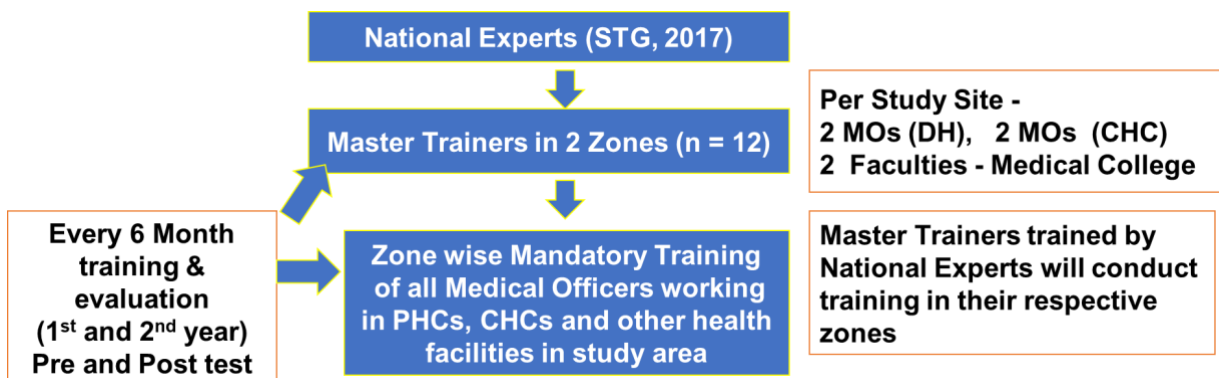 National Experts (STG, 2017)
Master Trainers in 2 Zones (n = 12)
Per Study Site -
2 MOs (DH), 2 MOs (CHC)
2 Faculties - Medical College
Every 6 Month
training &
evaluation
(1st and 2nd year)
Pre and Post test
Zone wise Mandatory Training
of all Medical Officers working
in PHCs, CHCs and other health
facilities in study area
Master Trainers trained by
National Experts will conduct
training in their respective
zones